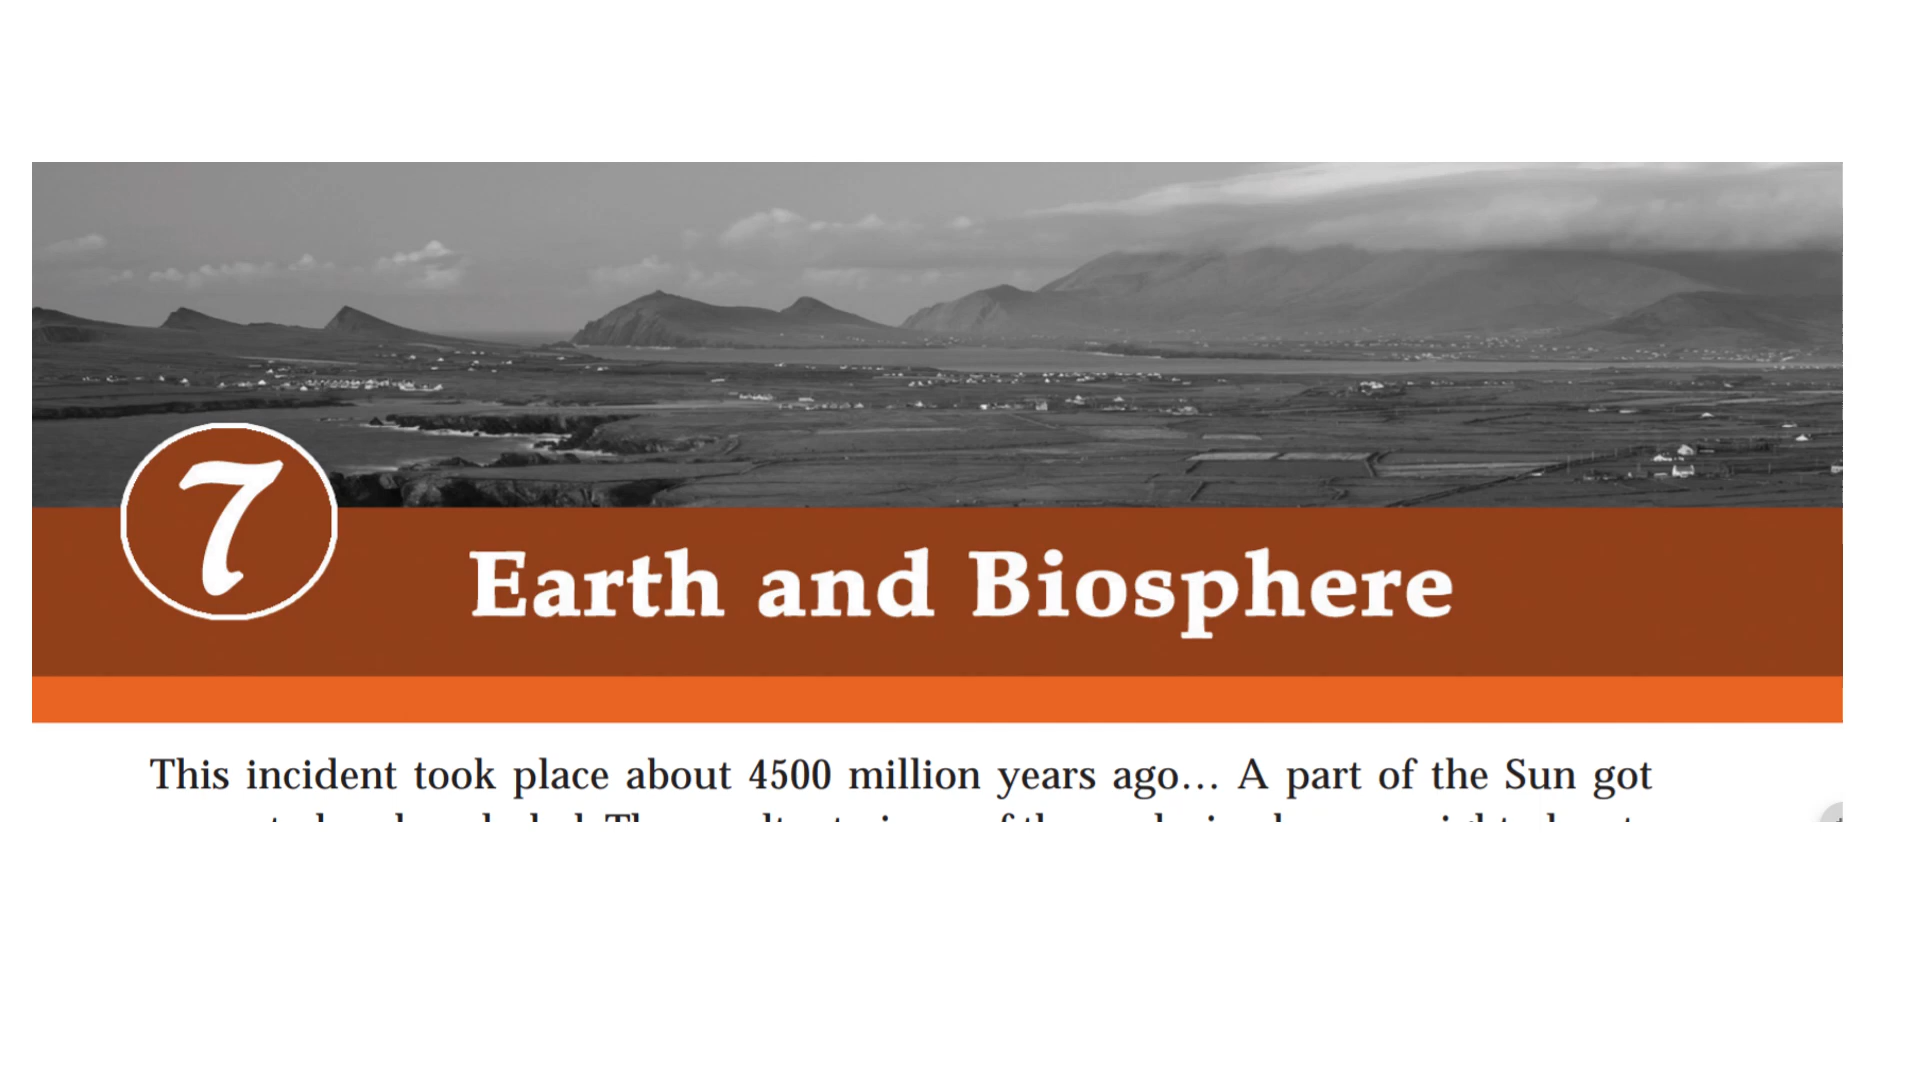 7
Earth and Biosphere
This incident took place about 4500 million years ago… A part of the Sun got